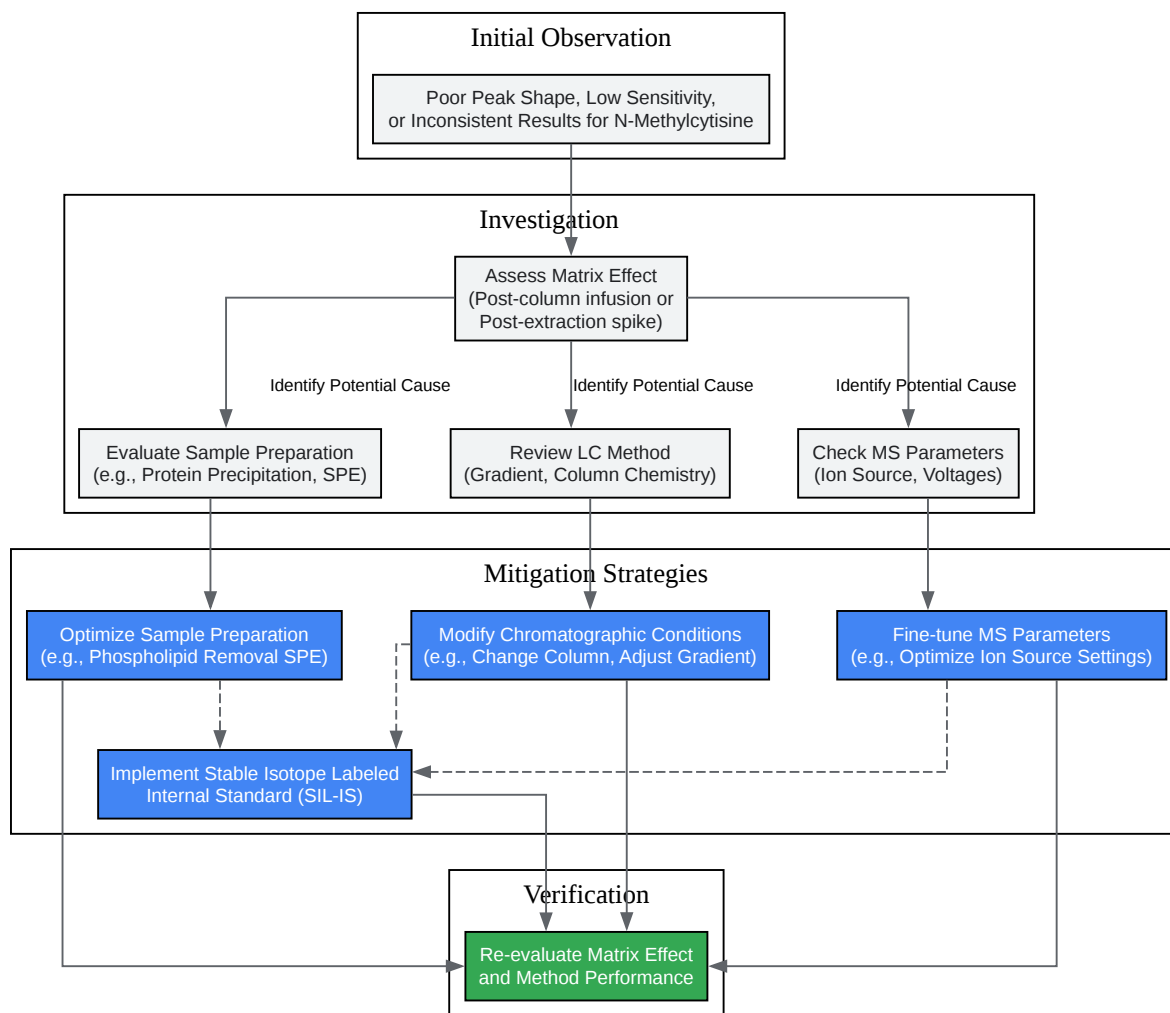 Initial Observation
Poor Peak Shape, Low Sensitivity,
or Inconsistent Results for N-Methylcytisine
Investigation
Assess Matrix Effect
(Post-column infusion or
Post-extraction spike)
Identify Potential Cause
Identify Potential Cause
Identify Potential Cause
Evaluate Sample Preparation
(e.g., Protein Precipitation, SPE)
Review LC Method
(Gradient, Column Chemistry)
Check MS Parameters
(Ion Source, Voltages)
Mitigation Strategies
Optimize Sample Preparation
(e.g., Phospholipid Removal SPE)
Modify Chromatographic Conditions
(e.g., Change Column, Adjust Gradient)
Fine-tune MS Parameters
(e.g., Optimize Ion Source Settings)
Implement Stable Isotope Labeled
Internal Standard (SIL-IS)
Verification
Re-evaluate Matrix Effect
and Method Performance